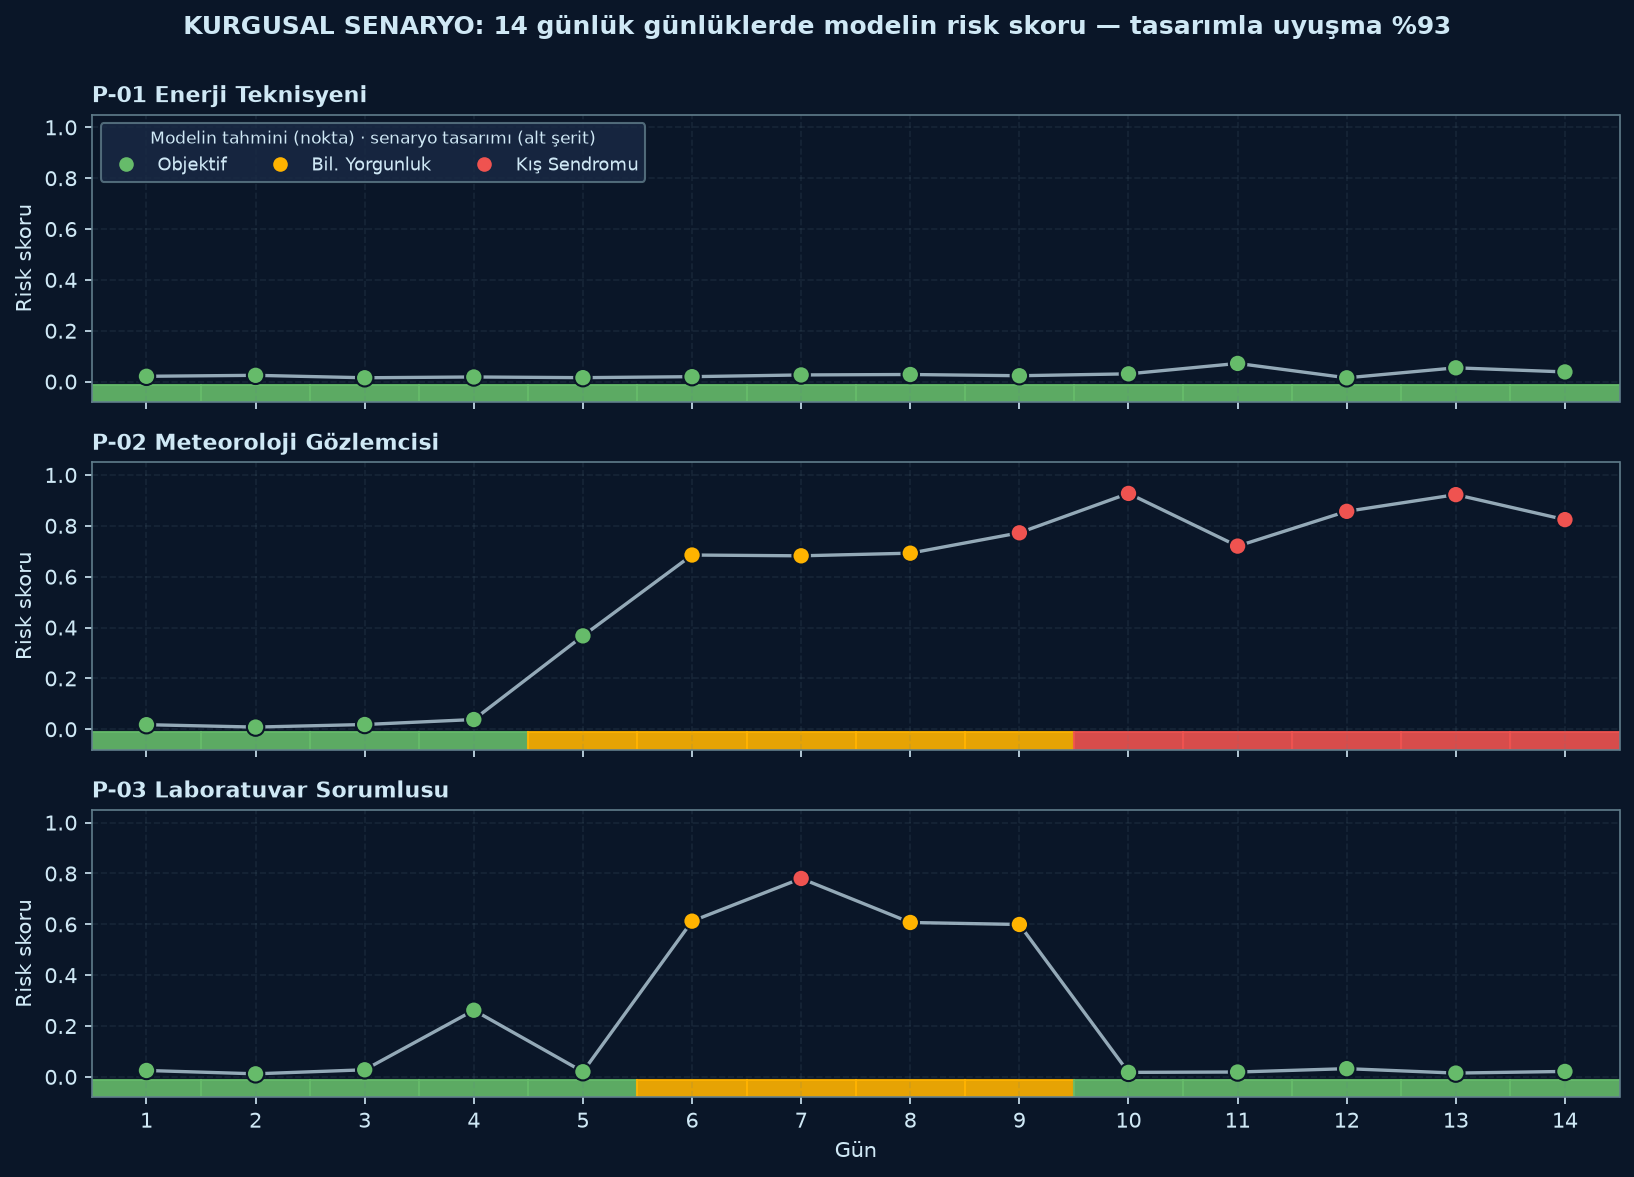 KURGUSAL SENARYO: 14 günlük günlüklerde modelin risk skoru — tasarımla uyuşma %93
P-01 Enerji Teknisyeni
Modelin tahmini (nokta) · senaryo tasarımı (alt şerit)
Objektif Bil. Yorgunluk Kış Sendromu
Risk skoru
1.0
0.8
0.6
0.4
0.2
0.0
P-02 Meteoroloji Gözlemcisi
Risk skoru
1.0
0.8
0.6
0.4
0.2
0.0
P-03 Laboratuvar Sorumlusu
Risk skoru
1.0
0.8
0.6
0.4
0.2
0.0
1 2 3 4 5 6 7 8 9 10 11 12 13 14
Gün